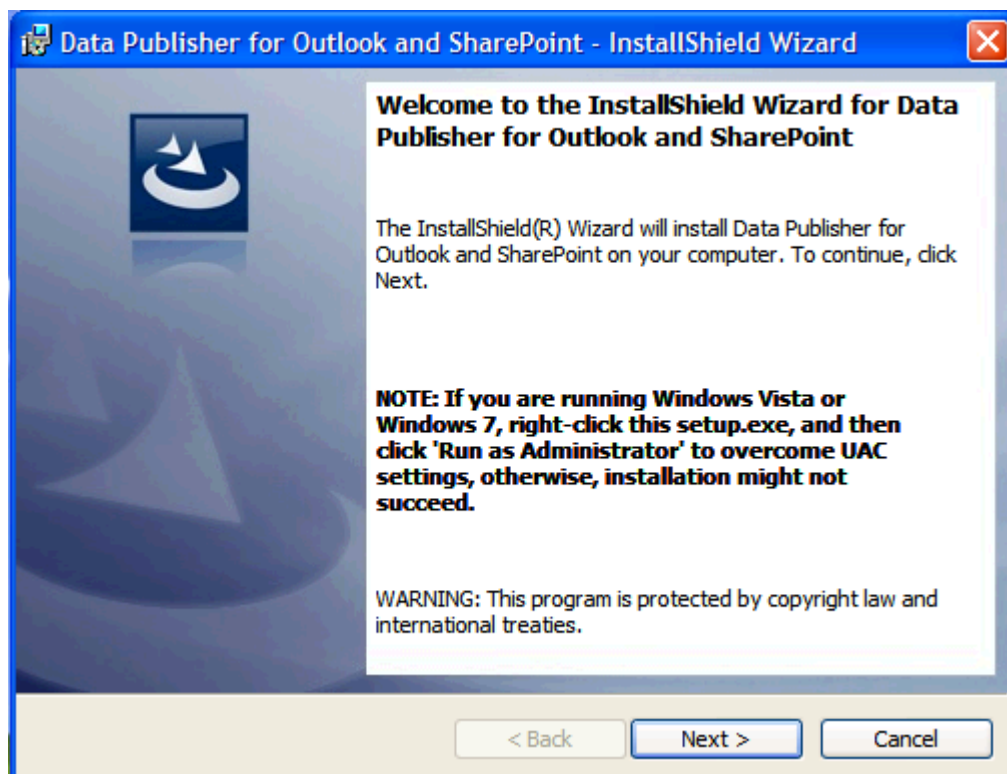 Data Publisher for Outlook and SharePoint - InstallShield Wizard
Welcome to the InstallShield Wizard for Data
Publisher for Outlook and SharePoint
The InstallShield(R) Wizard will install Data Publisher for
Outlook and SharePoint on your computer. To continue, click
Next.
NOTE: If you are running Windows Vista or
Windows 7, right-click this setup.exe, and then
click 'Run as Administrator' to overcome UAC
settings, otherwise, installation might not
succeed.
WARNING: This program is protected by copyright law and
international treaties.
< Back Next > Cancel